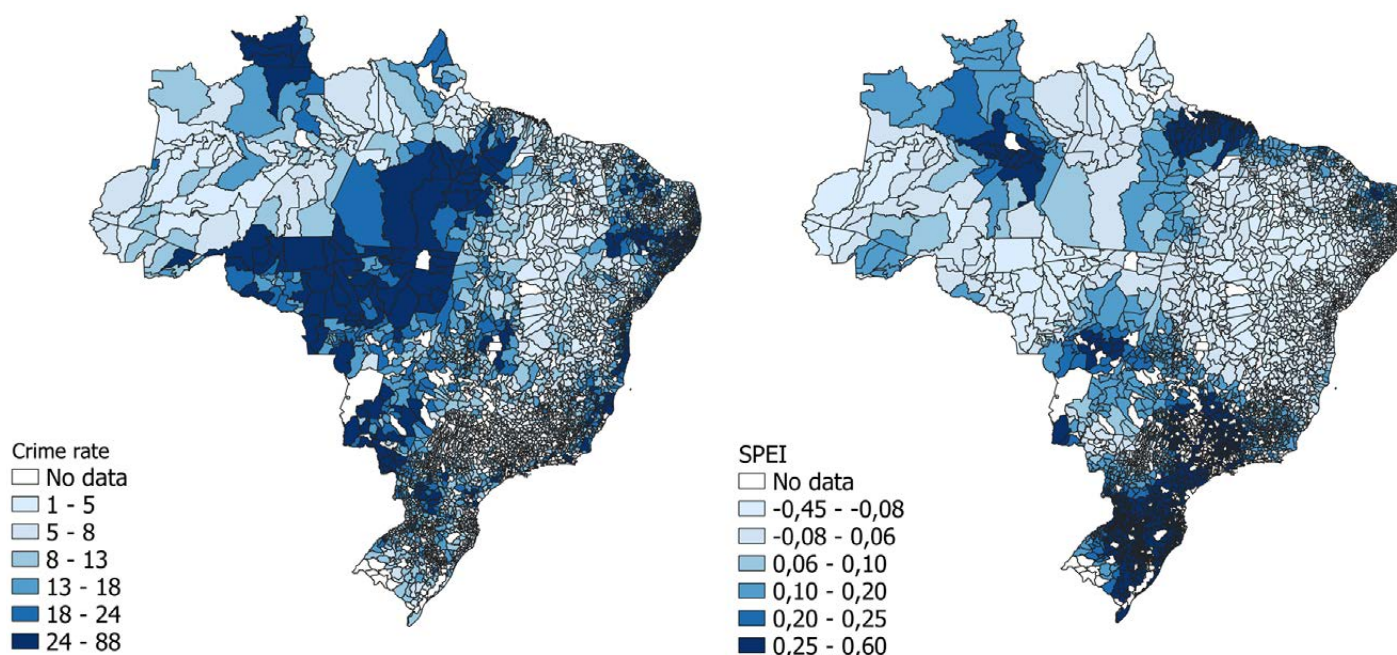 Crime rate
No data
1 - 5
5 - 8
8 - 13
13 - 18
18 - 24
24 - 88
SPEI
No data
-0,45 - -0,08
-0,08 - 0,06
0,06 - 0,10
0,10 - 0,20
0,20 - 0,25
0,25 - 0,60